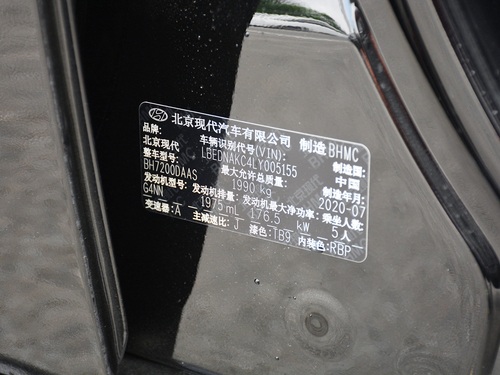 北京现代汽车有限公司 制造 BHMC
品牌: 北京现代 车辆识别代号(VIN): LBEDNAKC4LY005155 制造国: 中国
整车型号: BH7200DAAS 最大允许总质量: 1990 kg 制造年月: 2020-07
发动机型号: G4NN 发动机排量: 1975 mL 发动机最大净功率: 176.5 kW 乘坐人数: 5 人
变速器: A 主减速比: J 漆色: TB9 内装色: RBP